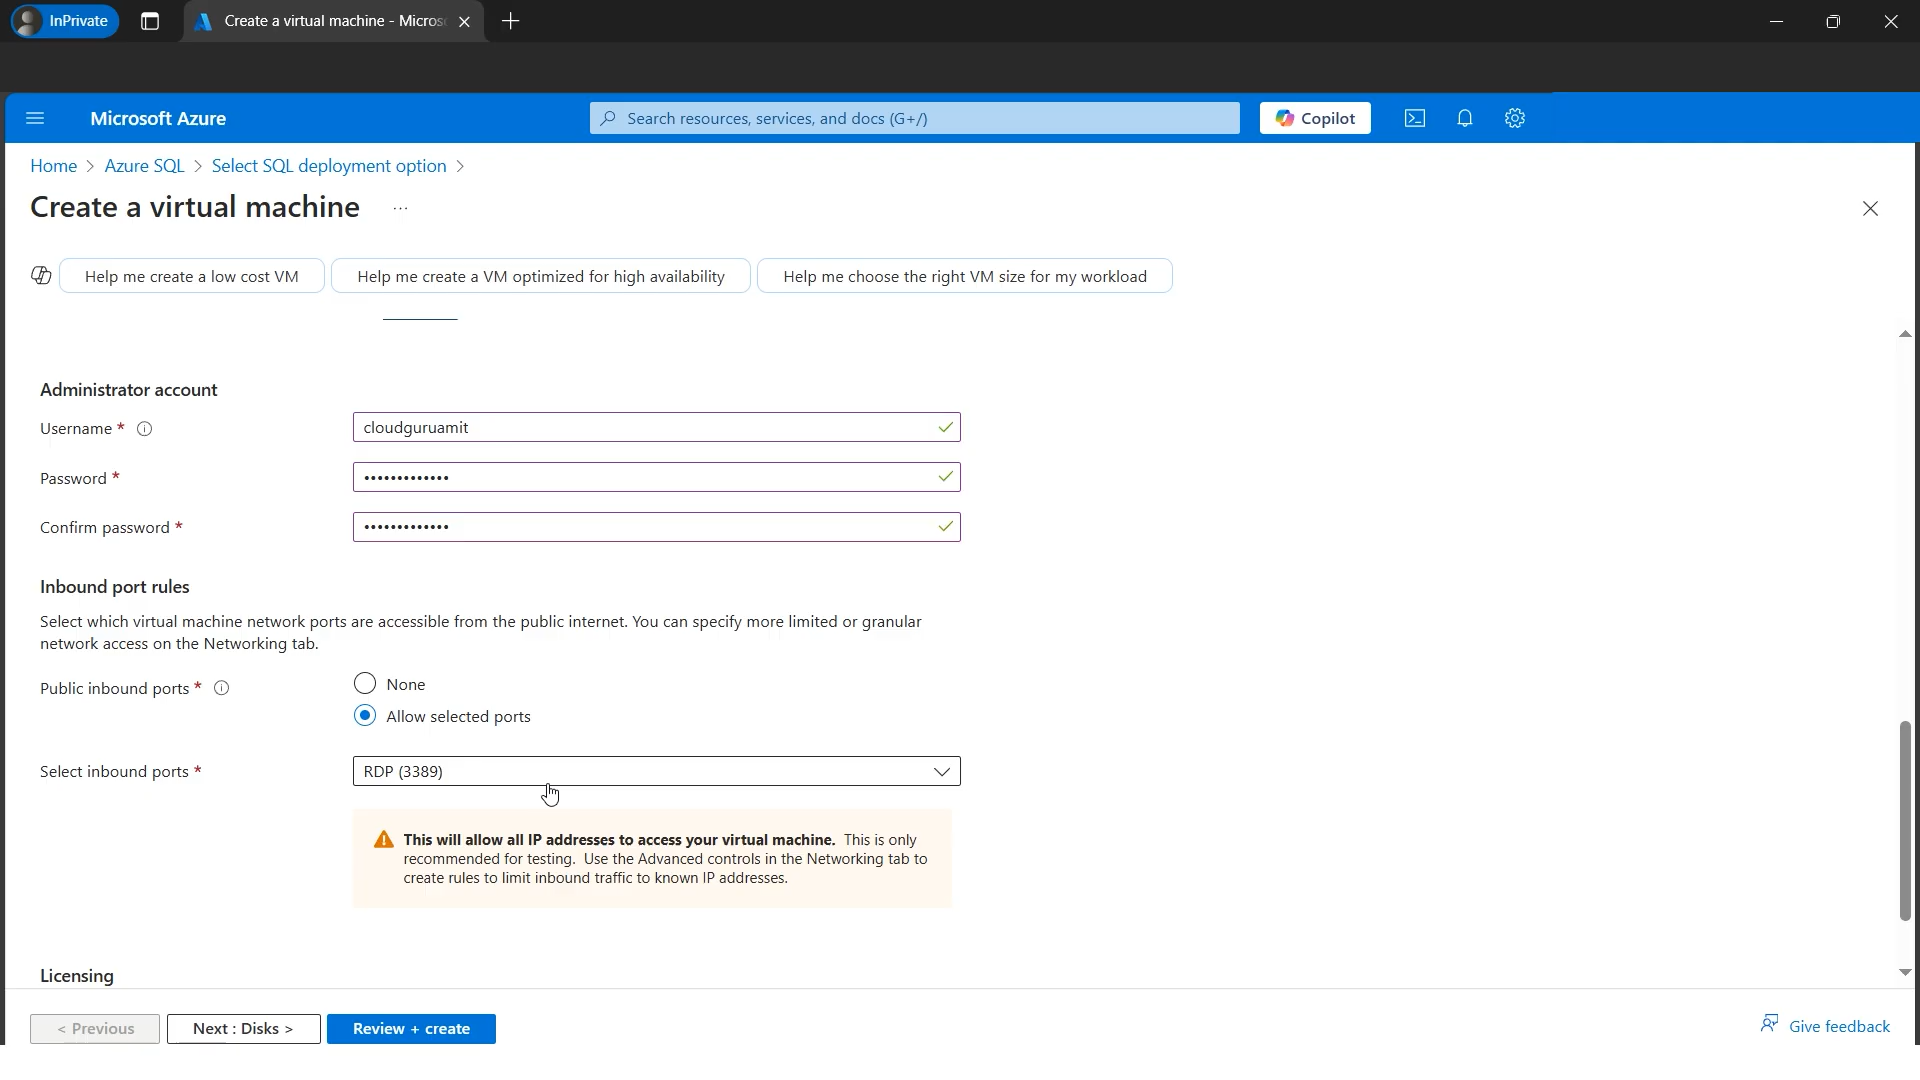 InPrivate
Create a virtual machine - Micros
Microsoft Azure
Search resources, services, and docs (G+/)
Copilot
Home > Azure SQL > Select SQL deployment option >
Create a virtual machine ...
Help me create a low cost VM
Help me create a VM optimized for high availability
Help me choose the right VM size for my workload
Administrator account
Username *
cloudguruamit
Password *
•••••••••••••
Confirm password *
•••••••••••••
Inbound port rules
Select which virtual machine network ports are accessible from the public internet. You can specify more limited or granular
network access on the Networking tab.
Public inbound ports *
None
Allow selected ports
Select inbound ports *
RDP (3389)
This will allow all IP addresses to access your virtual machine. This is only
recommended for testing. Use the Advanced controls in the Networking tab to
create rules to limit inbound traffic to known IP addresses.
Licensing
< Previous
Next : Disks >
Review + create
Give feedback